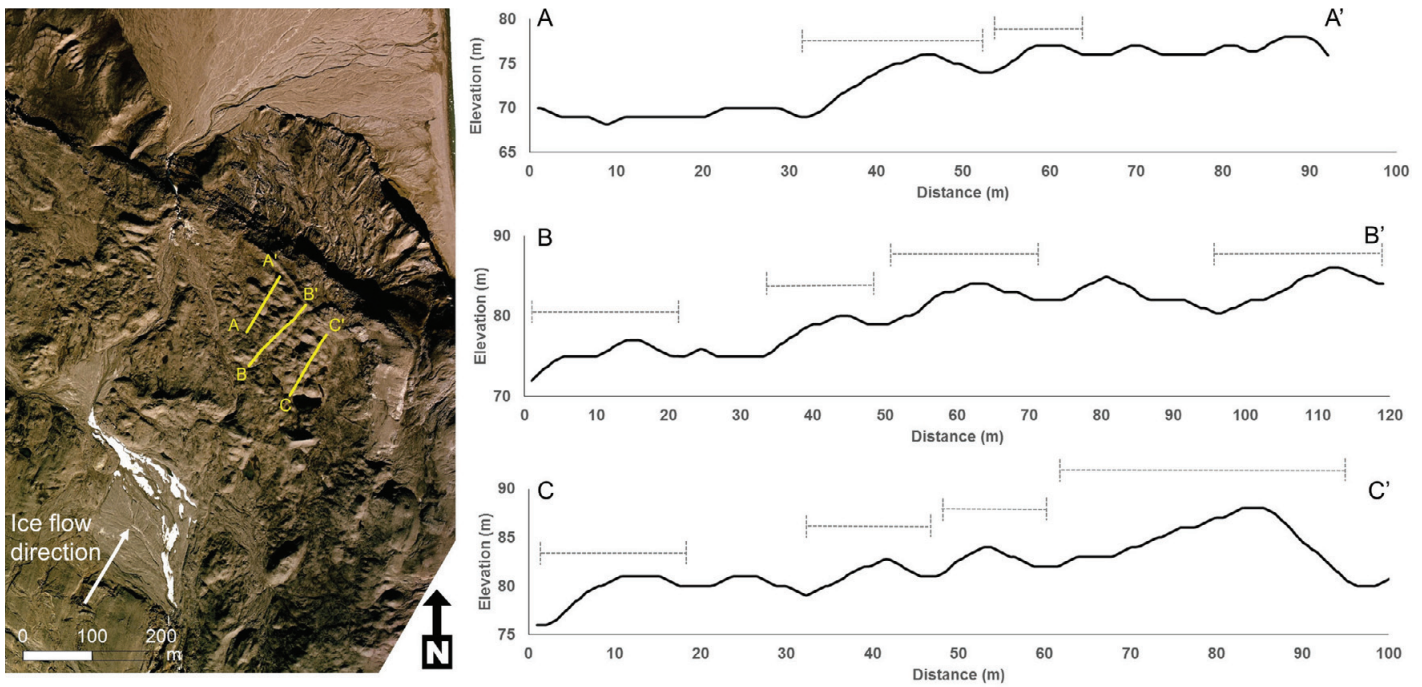 A'
B'
A
C'
B
C
Ice flow
direction
0 100 200
m
N
A A'
80
75
70
65
Elevation (m)
0 10 20 30 40 50 60 70 80 90 100
Distance (m)
B B'
90
80
70
Elevation (m)
0 10 20 30 40 50 60 70 80 90 100 110 120
Distance (m)
C C'
90
85
80
75
Elevation (m)
0 10 20 30 40 50 60 70 80 90 100
Distance (m)